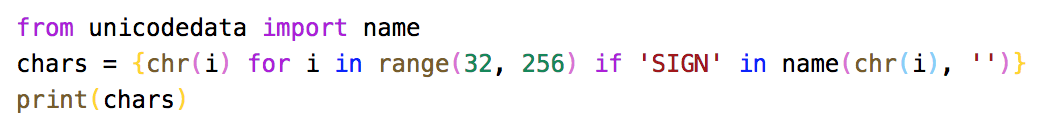 from unicodedata import name
chars = {chr(i) for i in range(32, 256) if 'SIGN' in name(chr(i), '')}
print(chars)